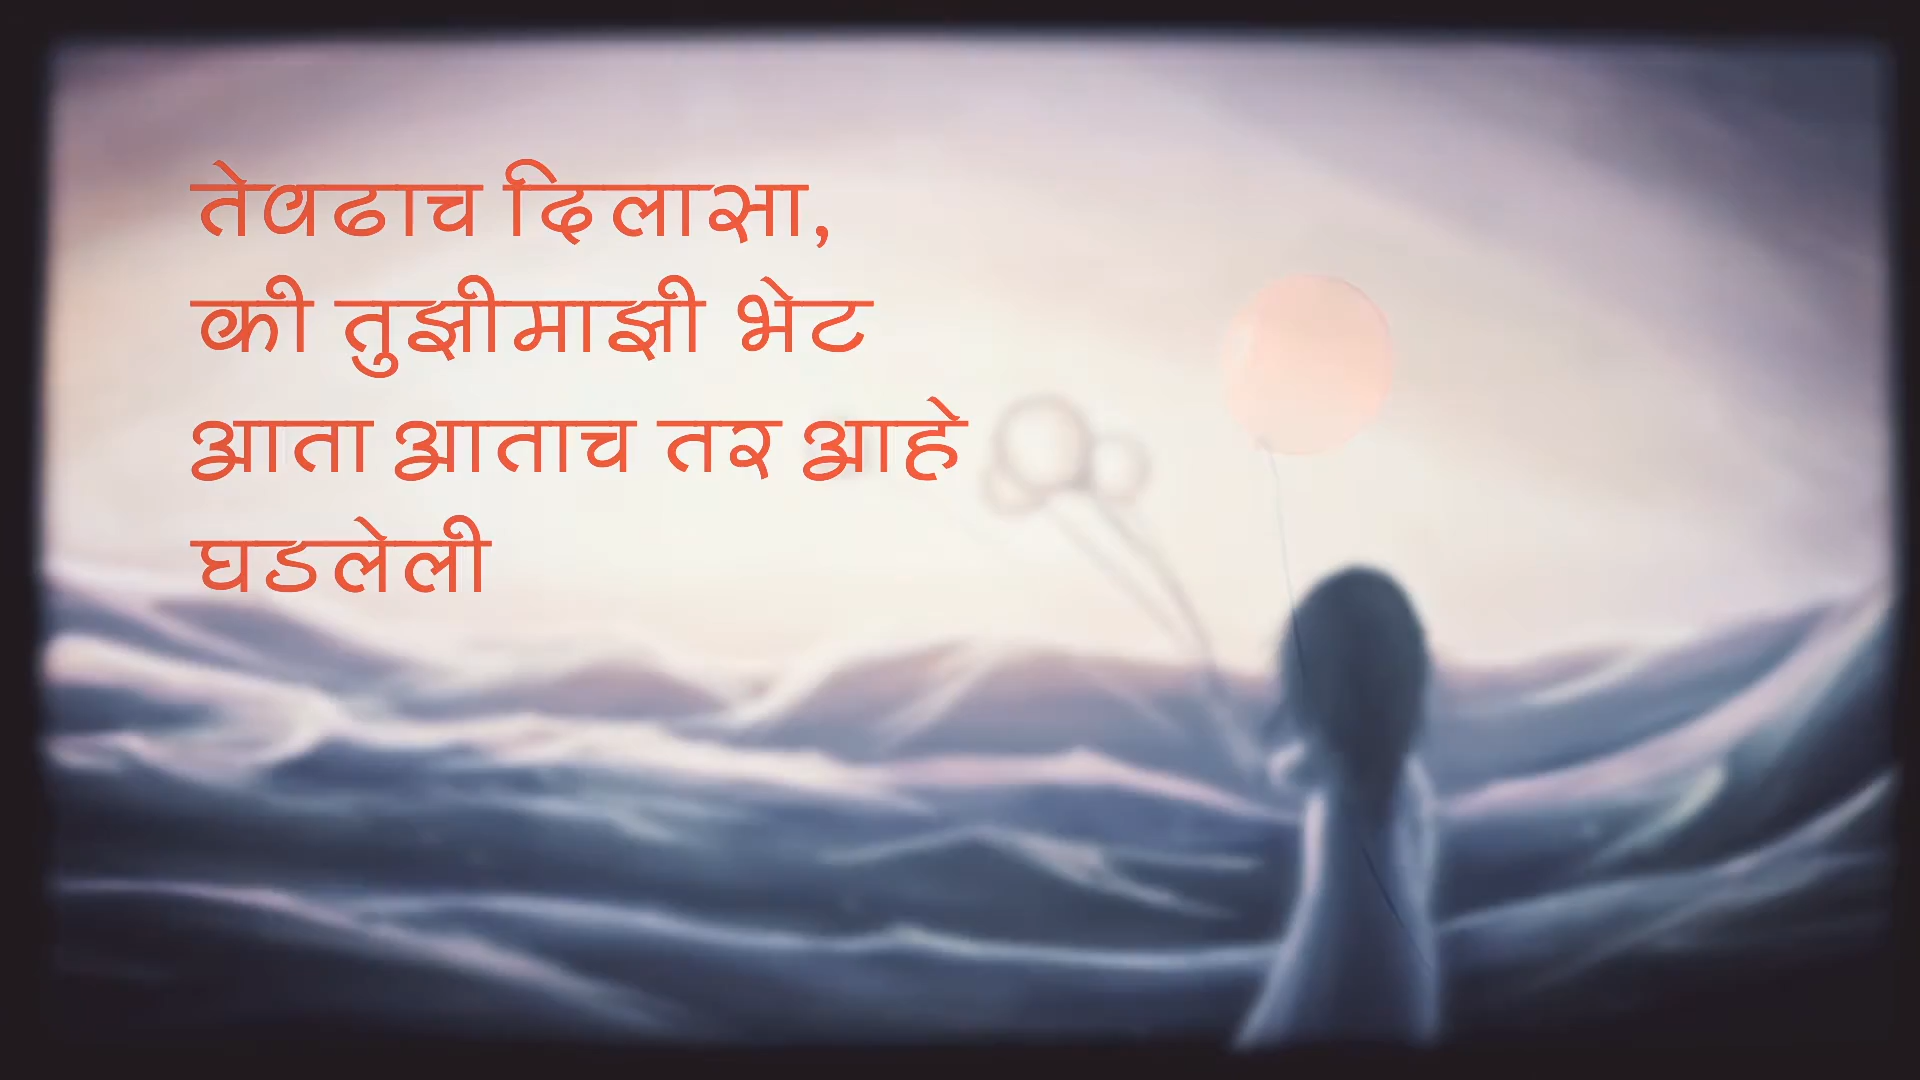 तेवढाच दिलासा,
की तुझीमाझी भेट
आता आताच तर आहे
घडलेली